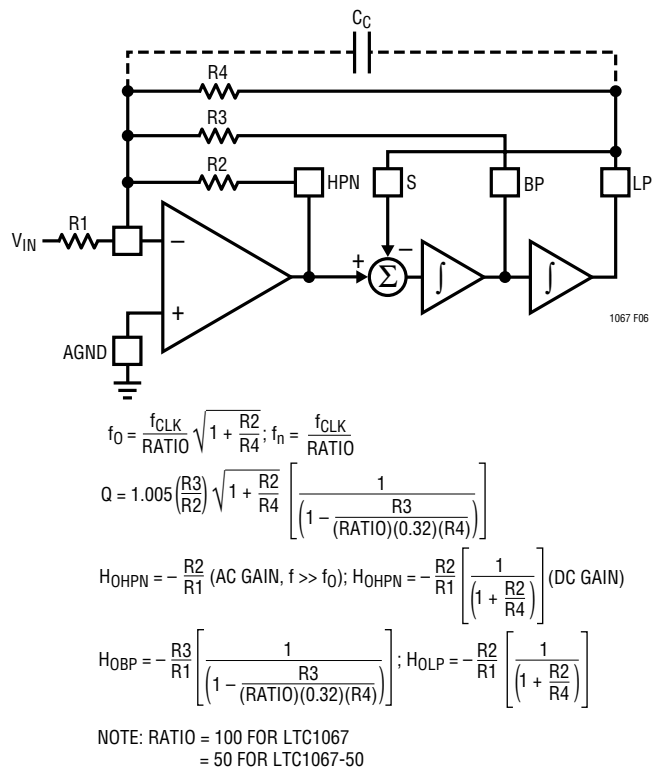 C_C
R4
R3
R2
HPN
S
BP
LP
R1
V_IN
−
+
+
−
Σ
∫
∫
AGND
1067 F06
f_O = f_CLK/RATIO √(1 + R2/R4); f_n = f_CLK/RATIO
Q = 1.005(R3/R2) √(1 + R2/R4) [1/(1 − R3/((RATIO)(0.32)(R4)))]
H_OHPN = − R2/R1 (AC GAIN, f >> f_O); H_OHPN = − R2/R1 [1/(1 + R2/R4)] (DC GAIN)
H_OBP = − R3/R1 [1/(1 − R3/((RATIO)(0.32)(R4)))]; H_OLP = − R2/R1 [1/(1 + R2/R4)]
NOTE: RATIO = 100 FOR LTC1067
= 50 FOR LTC1067-50